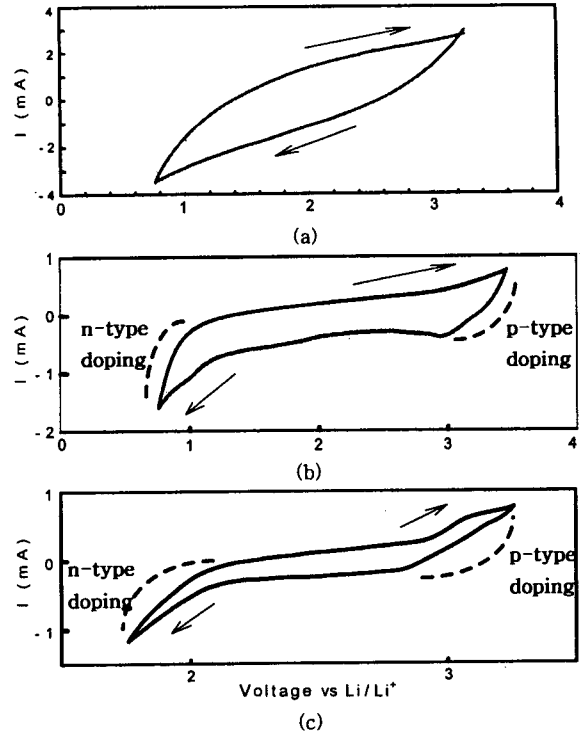 4
2
0
-2
-4
I (mA)
0
1
2
3
4
(a)
1
0
-1
-2
I (mA)
n-type
doping
p-type
doping
0
1
2
3
4
(b)
1
0
-1
I (mA)
n-type
doping
p-type
doping
2
3
Voltage vs Li/Li⁺
(c)